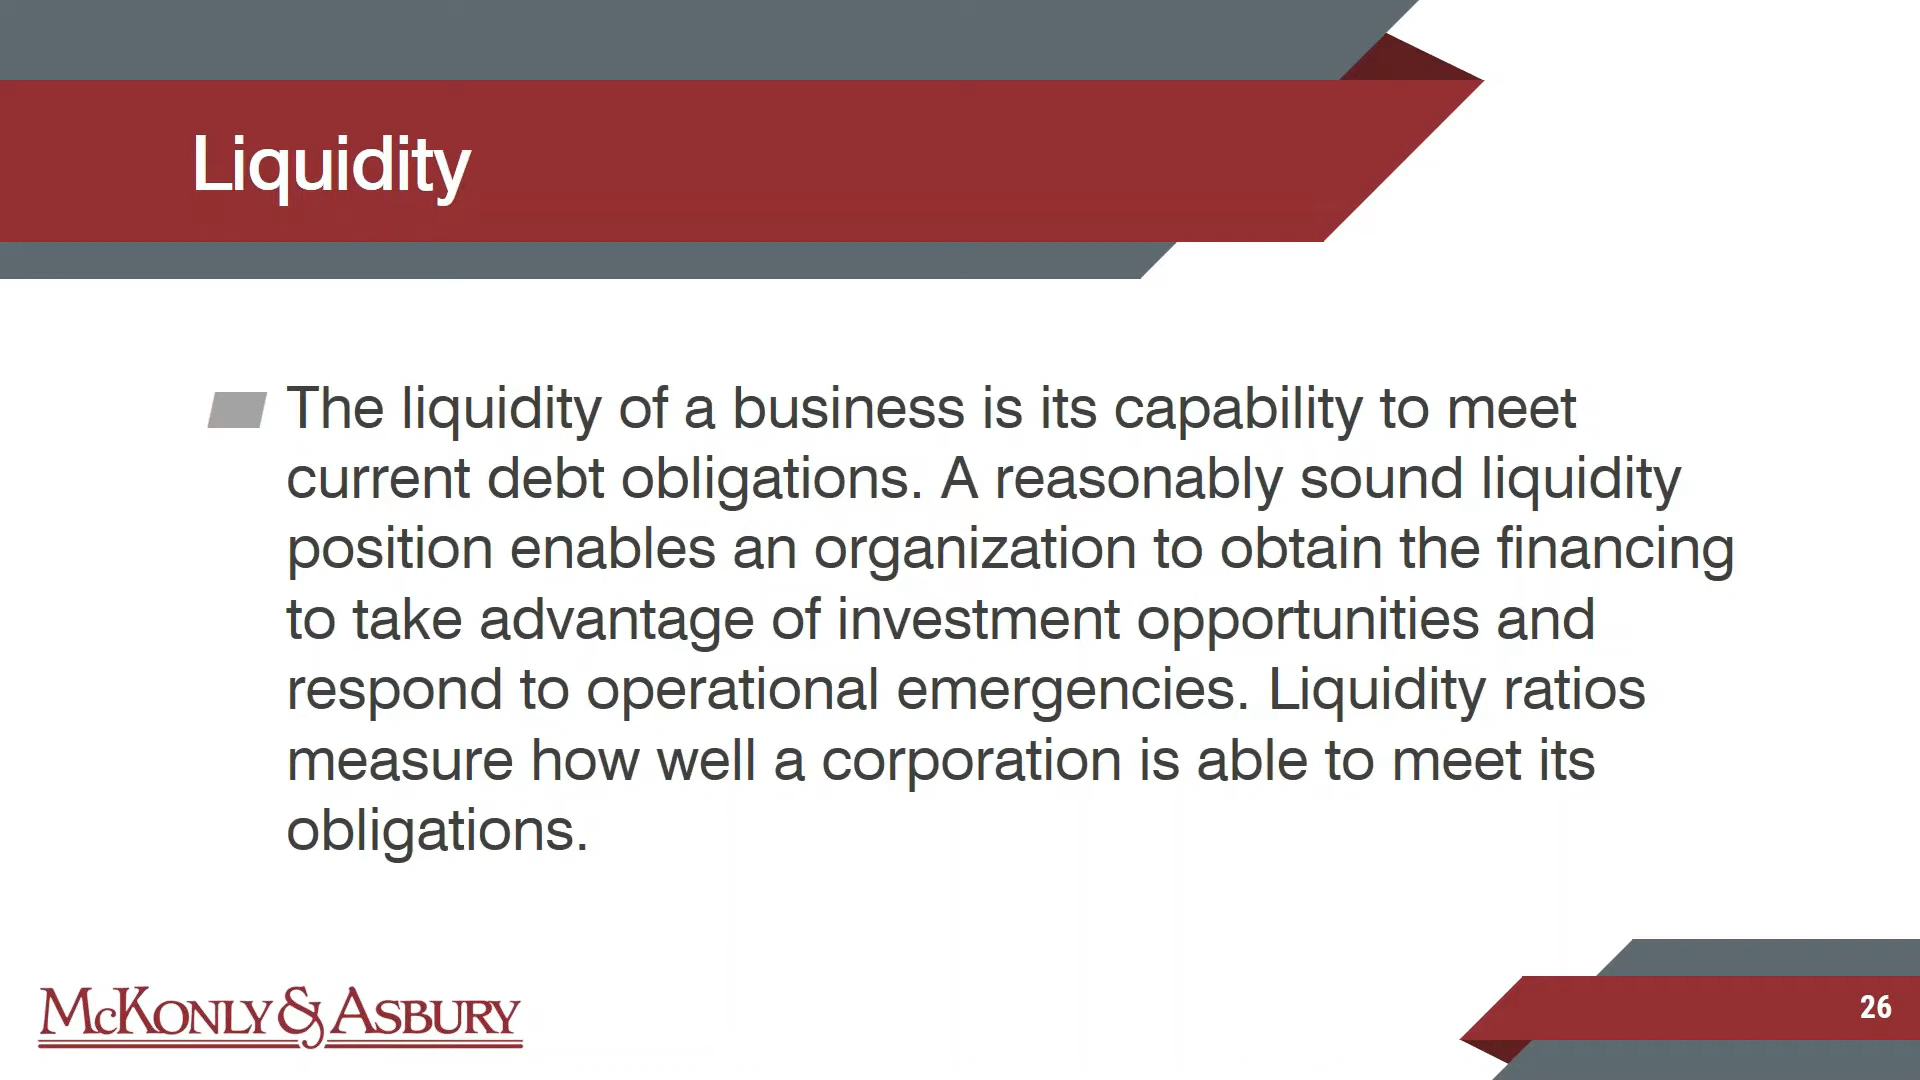 Liquidity
The liquidity of a business is its capability to meet
current debt obligations. A reasonably sound liquidity
position enables an organization to obtain the financing
to take advantage of investment opportunities and
respond to operational emergencies. Liquidity ratios
measure how well a corporation is able to meet its
obligations.
McKonly & Asbury
26